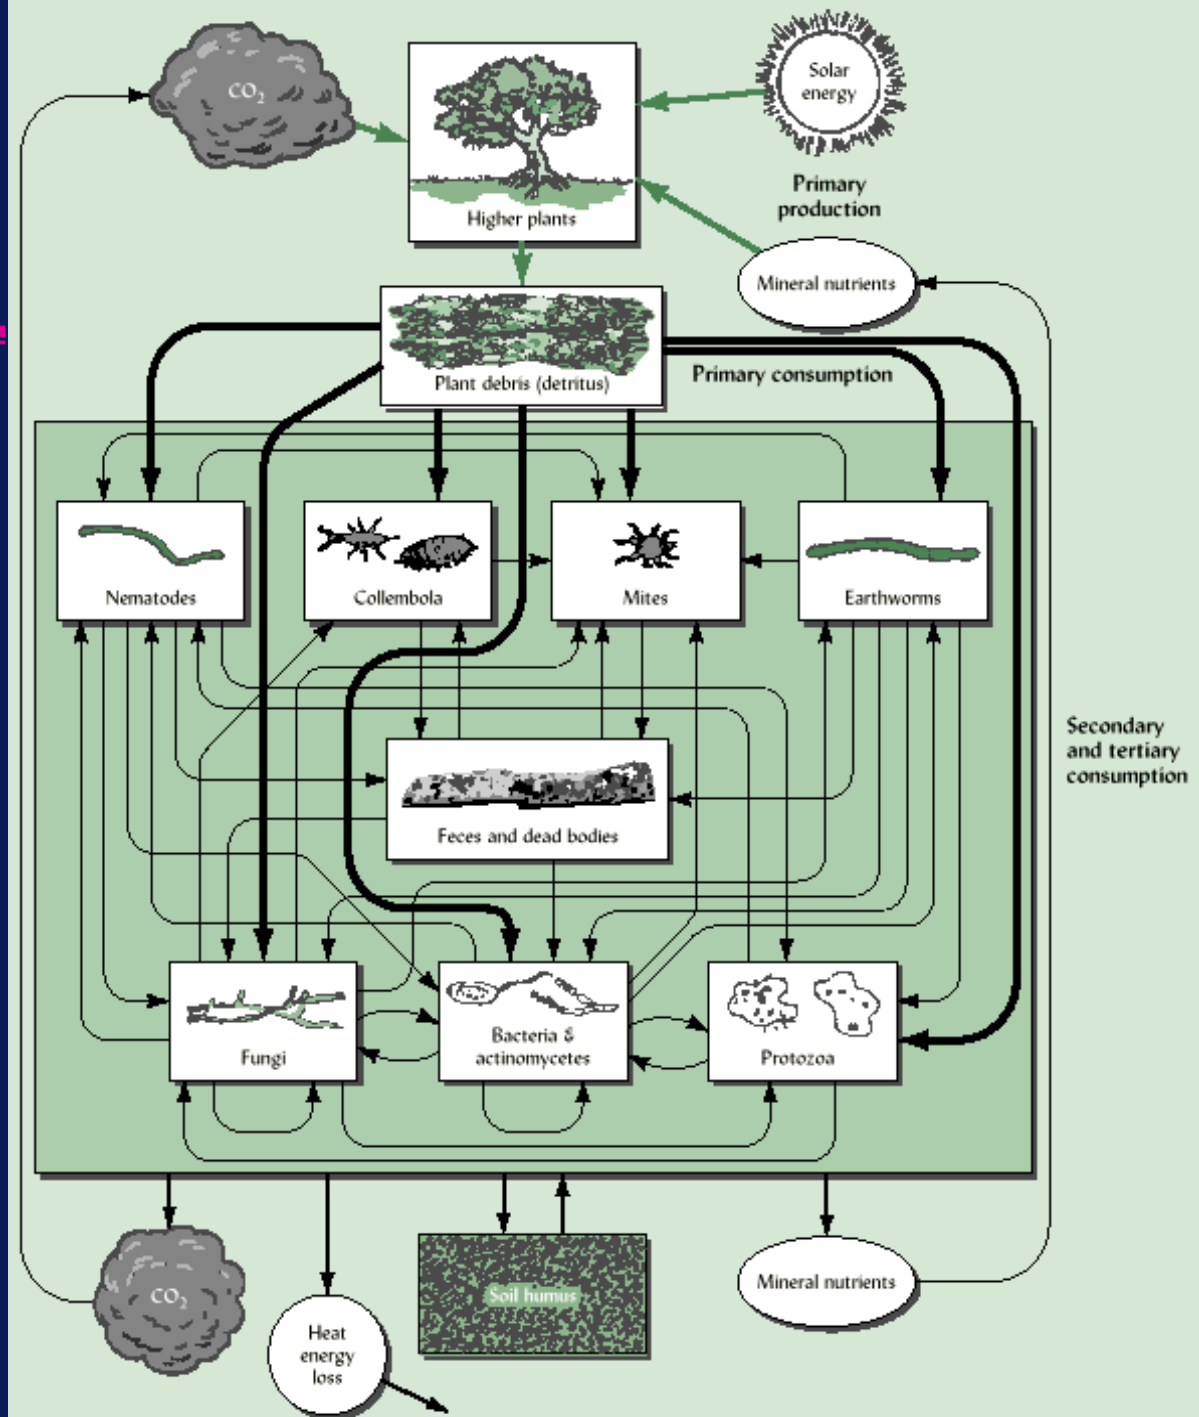 CO₂
Solar
energy
Higher plants
Primary
production
Mineral nutrients
Plant debris (detritus)
Primary consumption
Nematodes
Collembola
Mites
Earthworms
Secondary
and tertiary
consumption
Feces and dead bodies
Fungi
Bacteria &
actinomycetes
Protozoa
CO₂
Heat
energy
loss
Soil humus
Mineral nutrients